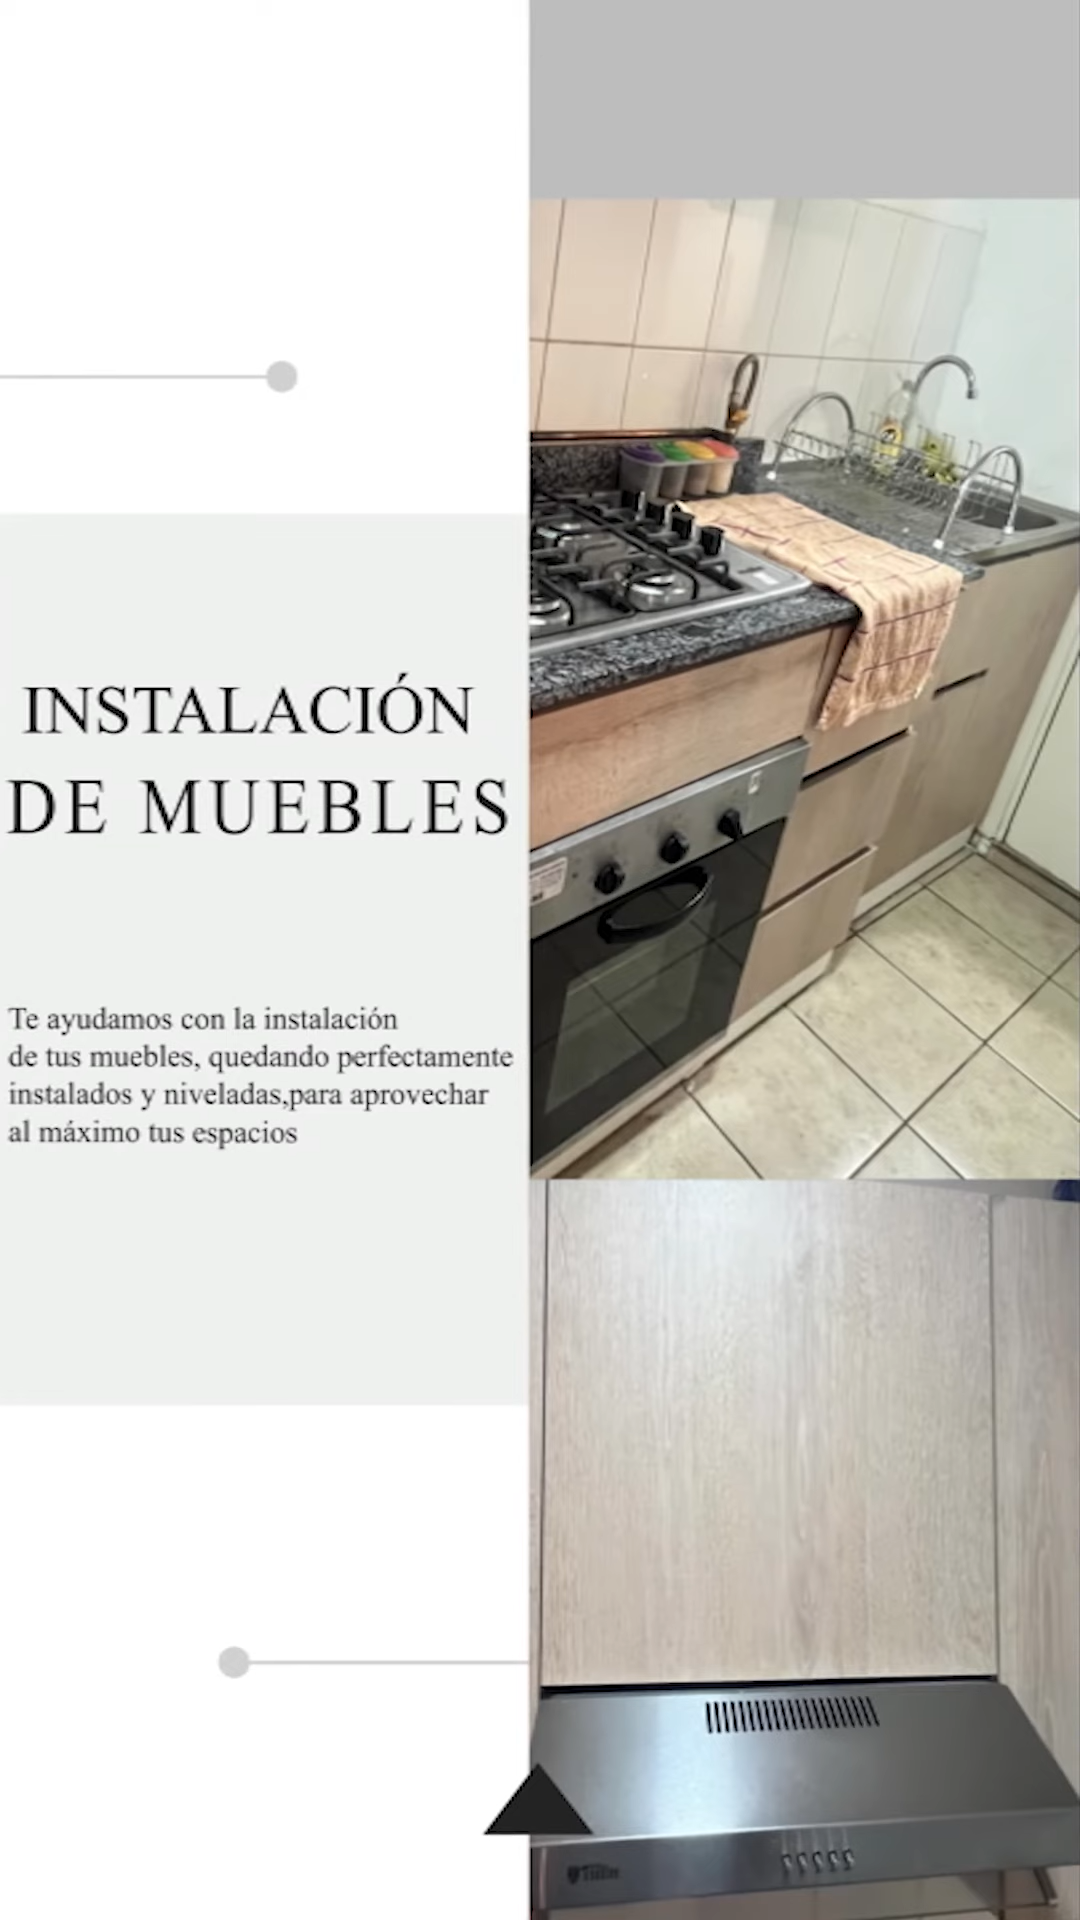 INSTALACIÓN
DE MUEBLES
Te ayudamos con la instalación
de tus muebles, quedando perfectamente
instalados y niveladas,para aprovechar
al máximo tus espacios